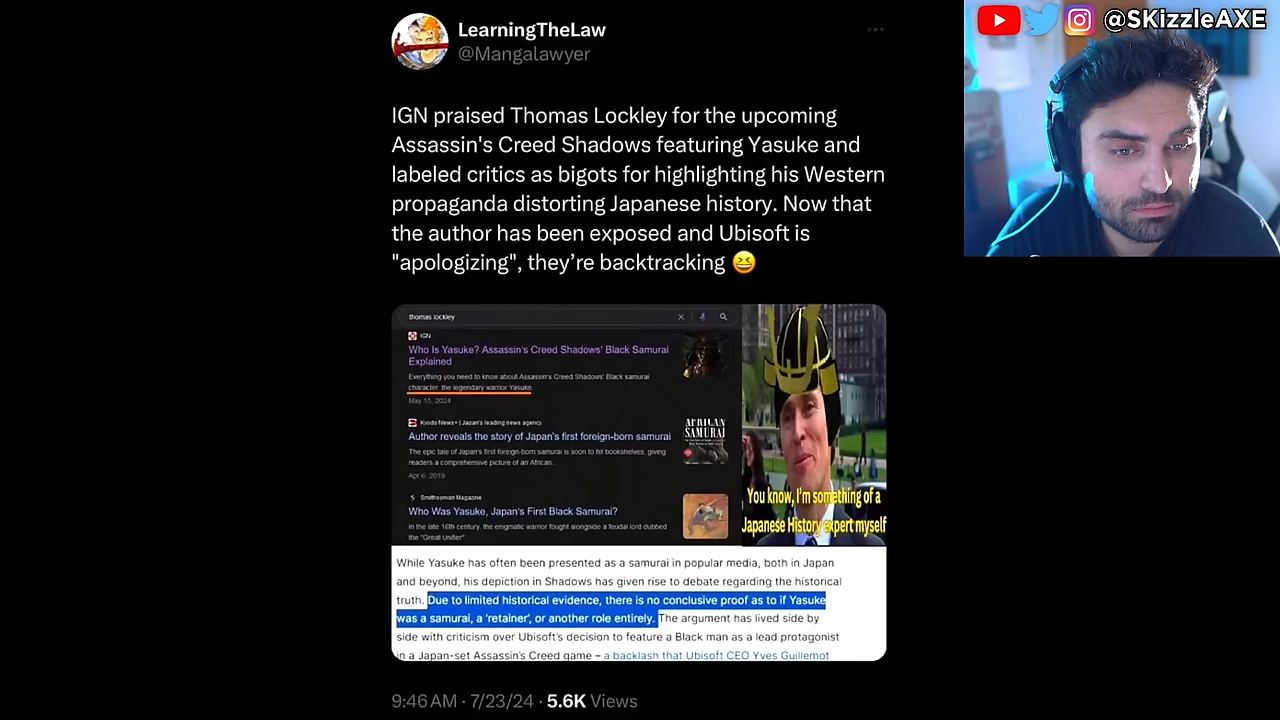 @SKizzleAXE
LearningTheLaw
@Mangalawyer
IGN praised Thomas Lockley for the upcoming
Assassin's Creed Shadows featuring Yasuke and
labeled critics as bigots for highlighting his Western
propaganda distorting Japanese history. Now that
the author has been exposed and Ubisoft is
"apologizing", they’re backtracking 😆
thomas lockley
IGN
Who Is Yasuke? Assassin's Creed Shadows' Black Samurai
Explained
Everything you need to know about Assassin's Creed Shadows' Black samurai
character, the legendary warrior Yasuke.
May 15, 2024
Kyodo News+ | Japan's leading news agency
Author reveals the story of Japan's first foreign-born samurai
The epic tale of Japan's first foreign-born samurai is soon to hit bookshelves, giving
readers a comprehensive picture of an African...
Apr 6, 2019
AFRICAN
SAMURAI
Smithsonian Magazine
Who Was Yasuke, Japan's First Black Samurai?
In the late 16th century, the enigmatic warrior fought alongside a feudal lord dubbed
the "Great Unifier"
You know, I'm something of a
Japanese History expert myself
While Yasuke has often been presented as a samurai in popular media, both in Japan
and beyond, his depiction in Shadows has given rise to debate regarding the historical
truth. Due to limited historical evidence, there is no conclusive proof as to if Yasuke
was a samurai, a 'retainer', or another role entirely. The argument has lived side by
side with criticism over Ubisoft's decision to feature a Black man as a lead protagonist
in a Japan-set Assassin's Creed game – a backlash that Ubisoft CEO Yves Guillemot
9:46 AM · 7/23/24 · 5.6K Views